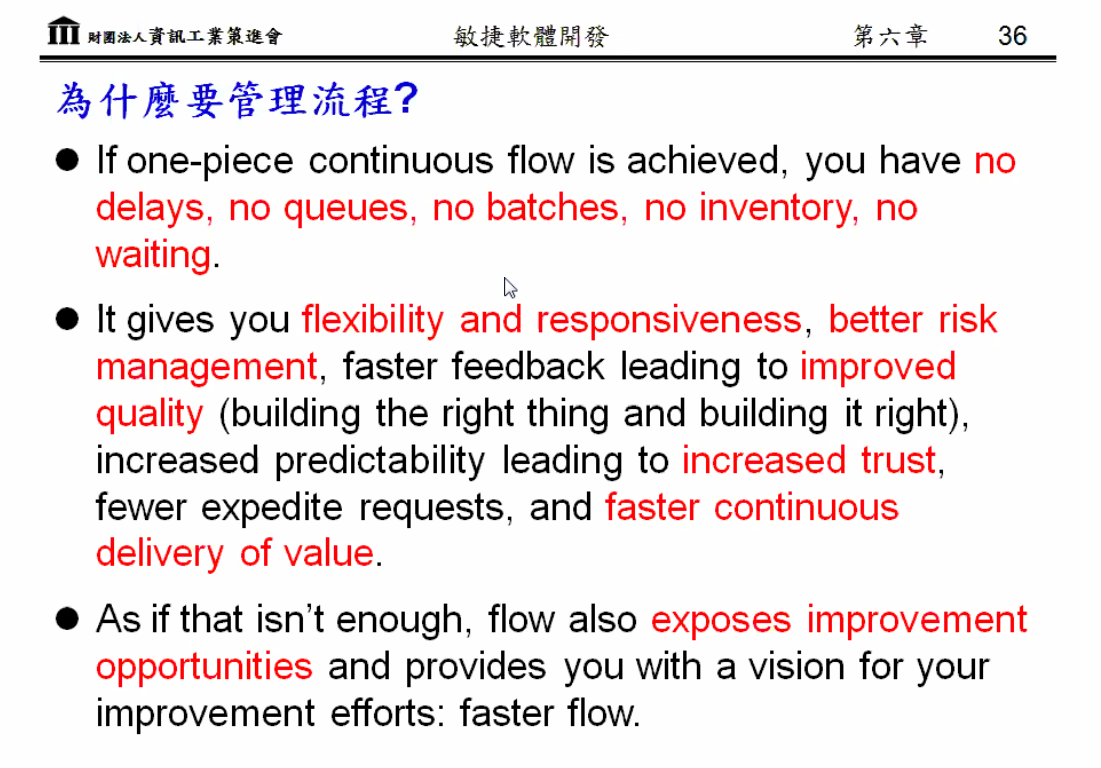 財團法人資訊工業策進會 敏捷軟體開發 第六章 36
為什麼要管理流程?
● If one-piece continuous flow is achieved, you have no
delays, no queues, no batches, no inventory, no
waiting.
● It gives you flexibility and responsiveness, better risk
management, faster feedback leading to improved
quality (building the right thing and building it right),
increased predictability leading to increased trust,
fewer expedite requests, and faster continuous
delivery of value.
● As if that isn’t enough, flow also exposes improvement
opportunities and provides you with a vision for your
improvement efforts: faster flow.